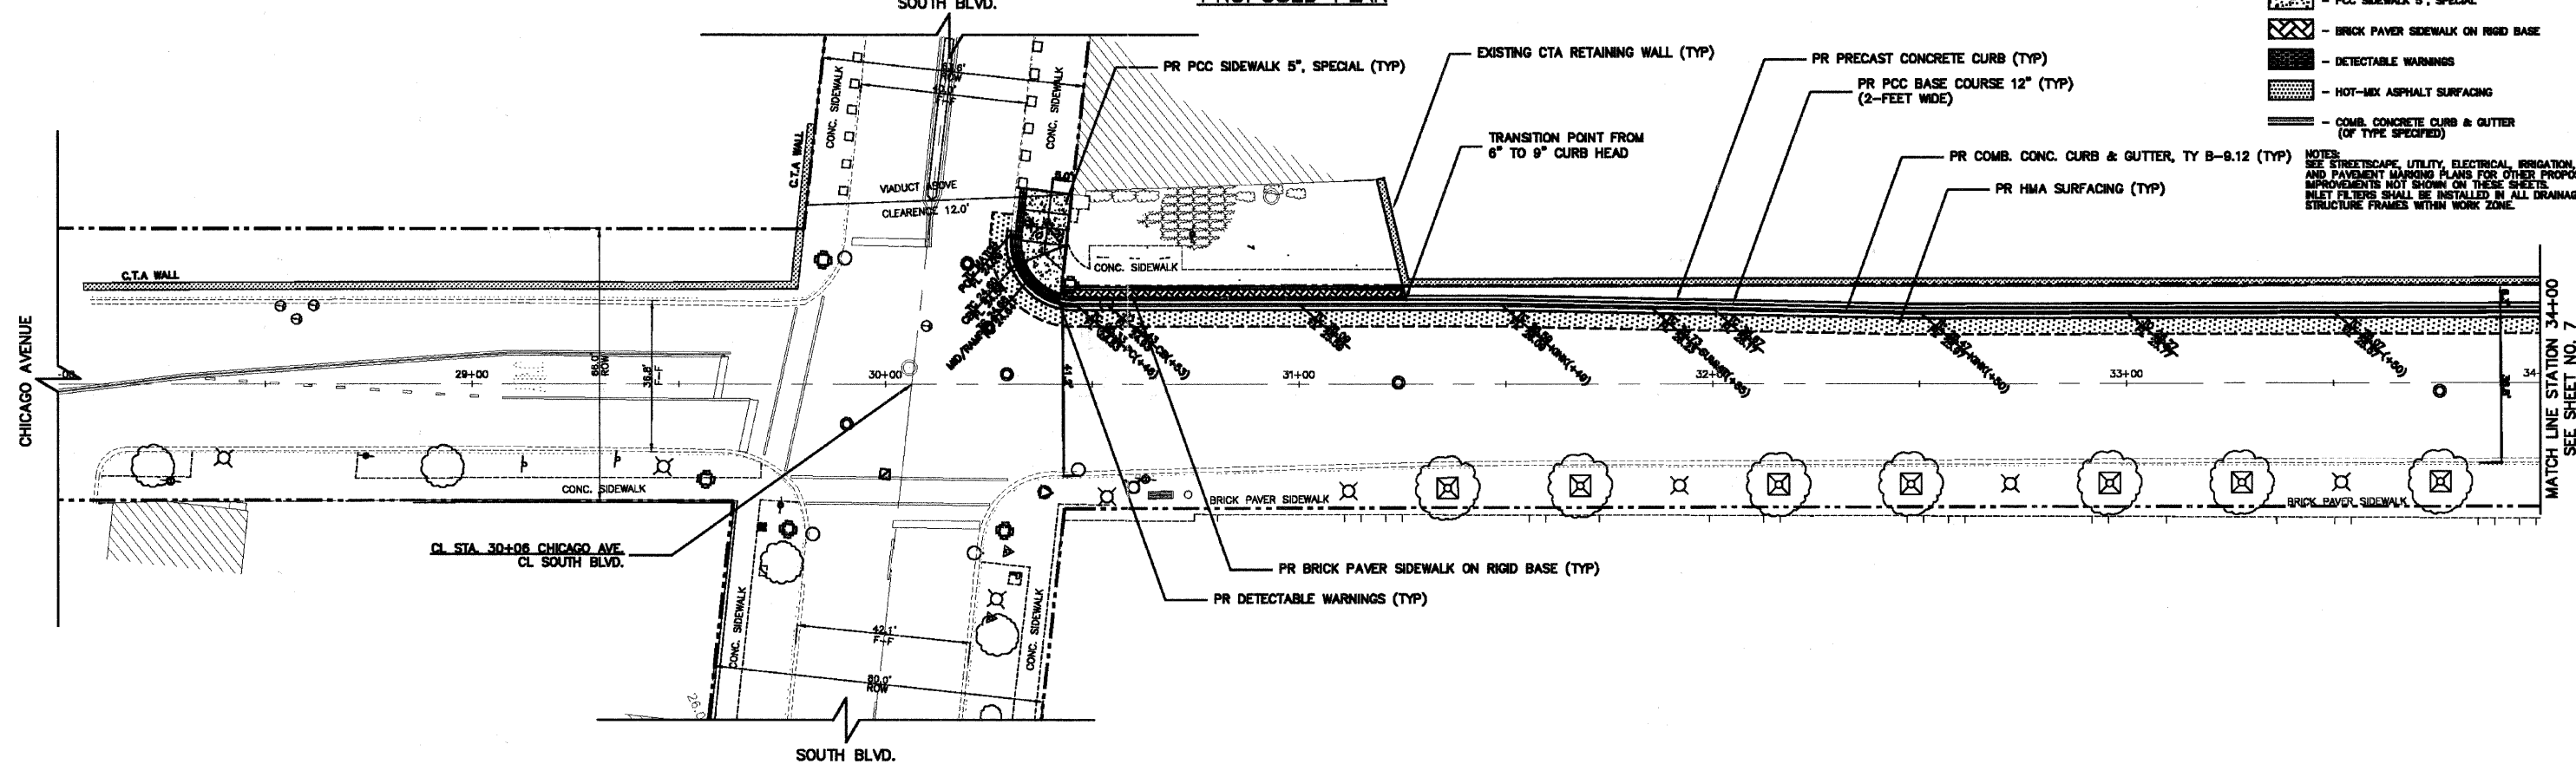 SOUTH BLVD.
PROPOSED PLAN
- PCC SIDEWALK 5", SPECIAL
- BRICK PAVER SIDEWALK ON RIGID BASE
- DETECTABLE WARNINGS
- HOT-MIX ASPHALT SURFACING
- COMB. CONCRETE CURB & GUTTER
(OF TYPE SPECIFIED)
NOTES:
SEE STREETSCAPE, UTILITY, ELECTRICAL, IRRIGATION,
AND PAVEMENT MARKING PLANS FOR OTHER
IMPROVEMENTS NOT SHOWN ON THESE SHEETS.
INLET FILTERS SHALL BE INSTALLED IN ALL
STRUCTURE FRAMES WITHIN WORK ZONE.
PR PCC SIDEWALK 5", SPECIAL (TYP)
EXISTING CTA RETAINING WALL (TYP)
PR PRECAST CONCRETE CURB (TYP)
PR PCC BASE COURSE 12" (TYP)
(2-FEET WIDE)
TRANSITION POINT FROM
6" TO 9" CURB HEAD
PR COMB. CONC. CURB & GUTTER, TY B-9.12 (TYP)
PR HMA SURFACING (TYP)
CONC. SIDEWALK
CONC. SIDEWALK
C.T.A WALL
VIADUCT ABOVE
CLEARENCE 12.0'
C.T.A WALL
CONC. SIDEWALK
CHICAGO AVENUE
66.0'
ROW
36.8'
F-F
29+00
30+00
31+00
32+00
33+00
34-
MATCH LINE STATION 34+00
SEE SHEET NO. 7
CONC. SIDEWALK
BRICK PAVER SIDEWALK
BRICK PAVER SIDEWALK
CL STA. 30+06 CHICAGO AVE.
CL SOUTH BLVD.
PR BRICK PAVER SIDEWALK ON RIGID BASE (TYP)
PR DETECTABLE WARNINGS (TYP)
CONC. SIDEWALK
CONC. SIDEWALK
42.1'
F-F
80.0'
ROW
26.0
SOUTH BLVD.